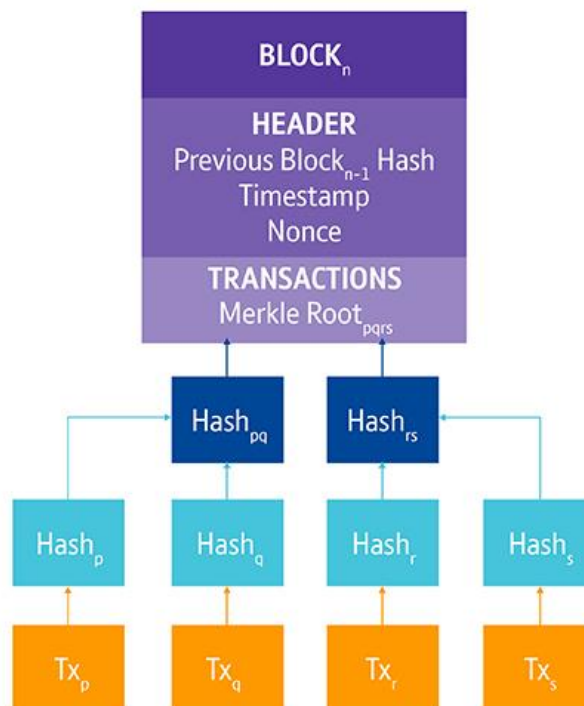 BLOCKn
HEADER
Previous Blockn-1 Hash
Timestamp
Nonce
TRANSACTIONS
Merkle Rootpqrs
Hashpq Hashrs
Hashp Hashq Hashr Hashs
Txp Txq Txr Txs